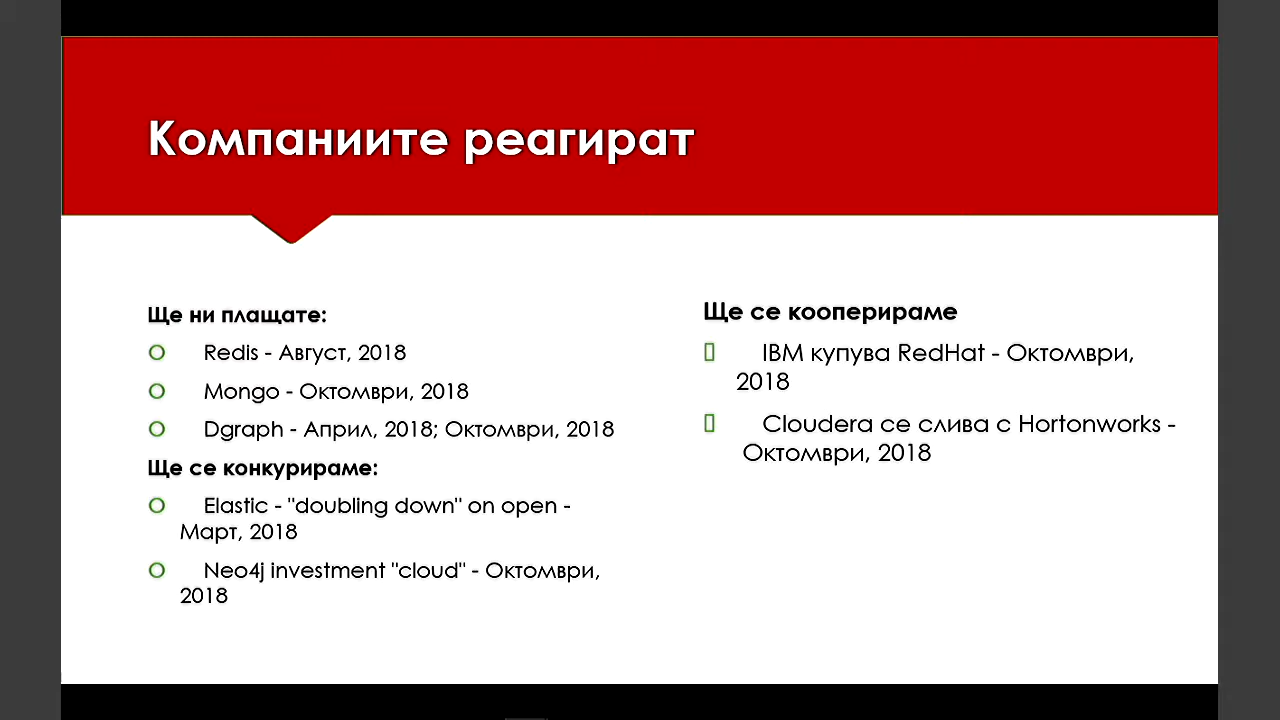 Компаниите реагират
Ще ни плащате:
Redis - Август, 2018
Mongo - Октомври, 2018
Dgraph - Април, 2018; Октомври, 2018
Ще се конкурираме:
Elastic - "doubling down" on open -
Март, 2018
Neo4j investment "cloud" - Октомври,
2018
Ще се кооперираме
IBM купува RedHat - Октомври,
2018
Cloudera се слива с Hortonworks -
Октомври, 2018